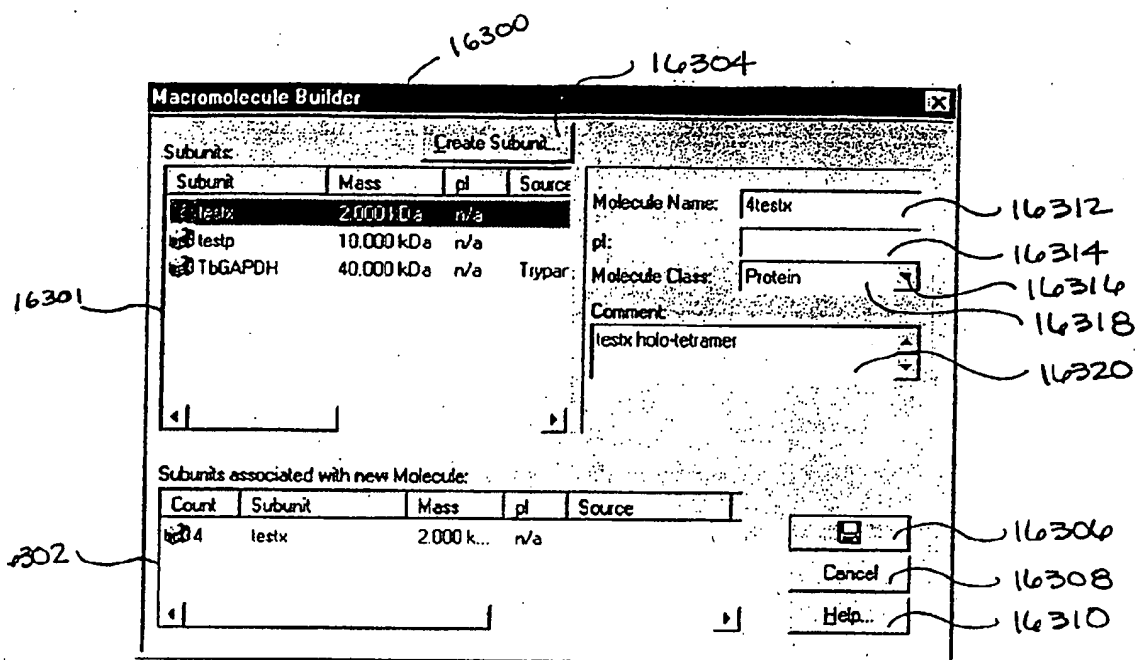 16300
16304
Macromolecule Builder
Create Subunit...
Subunits:
Subunit Mass pI Source
testx 2.000 kDa n/a
testp 10.000 kDa n/a
TbGAPDH 40.000 kDa n/a Trypar
16301
Molecule Name: 4testx
16312
pI:
16314
Molecule Class: Protein
16316
16318
Comment:
testx holo-tetramer
16320
Subunits associated with new Molecule:
Count Subunit Mass pI Source
4 testx 2.000 k... n/a
6302
16306
Cancel
16308
Help...
16310